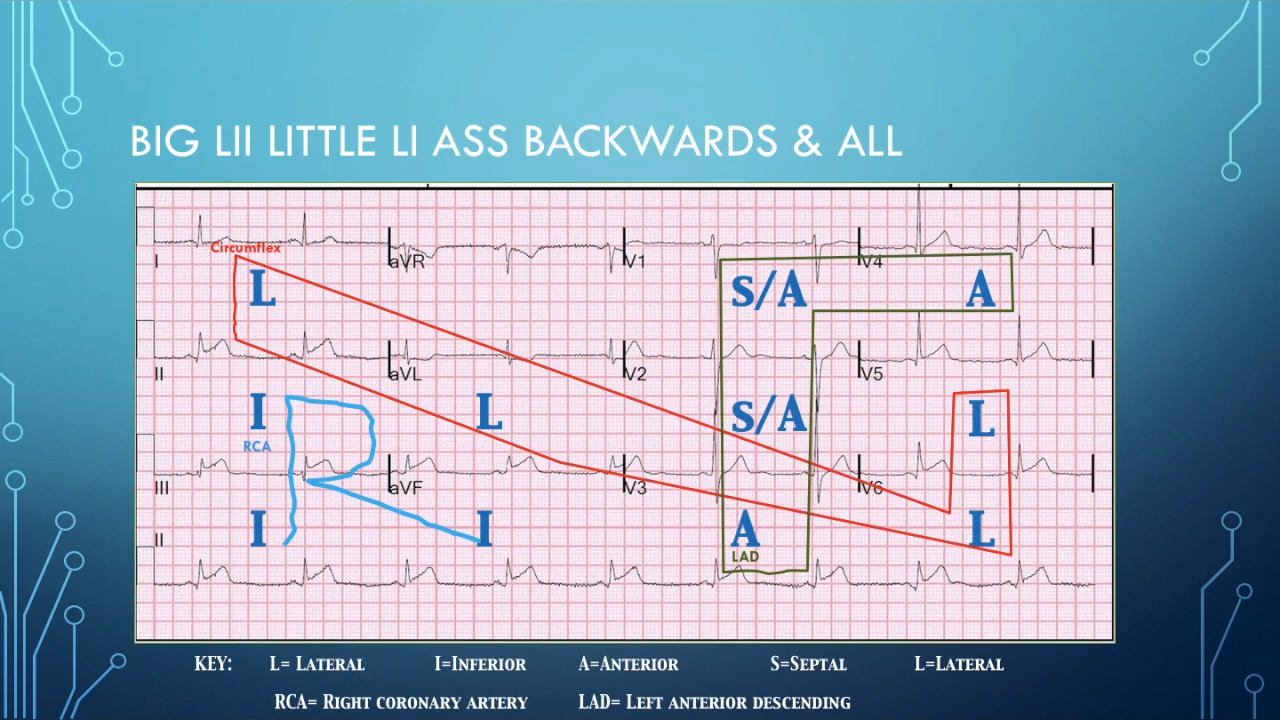 BIG LII LITTLE LI ASS BACKWARDS & ALL
Circumflex
I aVR V1 V4
L S/A A
II aVL V2 V5
I L S/A L
RCA
III aVF V3 V6
II I I A L
LAD
KEY: L= LATERAL I=INFERIOR A=ANTERIOR S=SEPTAL L=LATERAL
RCA= RIGHT CORONARY ARTERY LAD= LEFT ANTERIOR DESCENDING